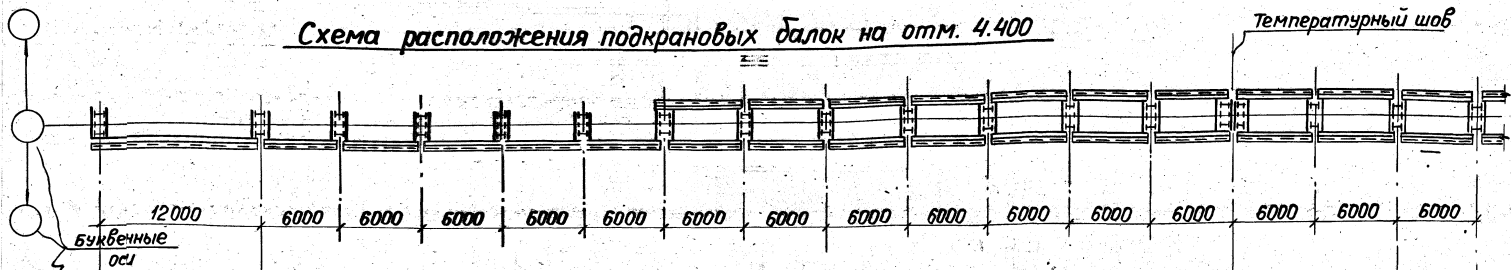 Схема расположения подкрановых балок на отм. 4.400
Температурный шов
12000 6000 6000 6000 6000 6000 6000 6000 6000 6000 6000 6000 6000 6000 6000 6000
Буквенные
оси